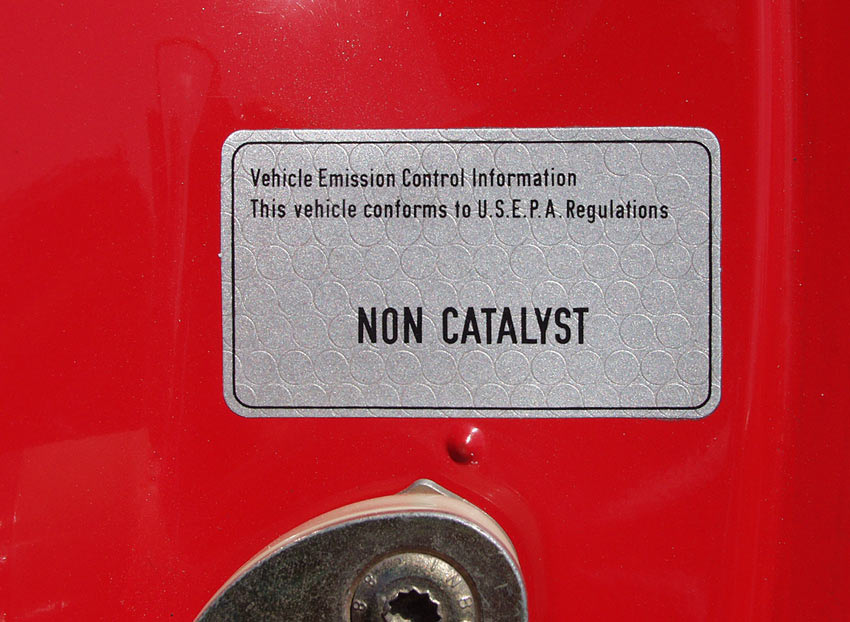 Vehicle Emission Control Information
This vehicle conforms to U.S.E.P.A. Regulations
NON CATALYST